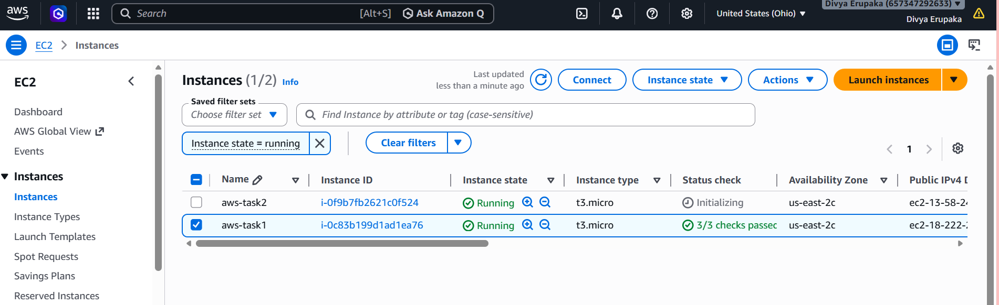 aws
Search [Alt+S] Ask Amazon Q
United States (Ohio)
Divya Erupaka (657347292633)
Divya Erupaka
EC2 Instances
EC2
Dashboard
AWS Global View
Events
Instances
Instances
Instance Types
Launch Templates
Spot Requests
Savings Plans
Reserved Instances
Instances (1/2) Info
Last updated
less than a minute ago
Connect
Instance state
Actions
Launch instances
Saved filter sets
Choose filter set
Find Instance by attribute or tag (case-sensitive)
Instance state = running
Clear filters
1
Name Instance ID Instance state Instance type Status check Availability Zone Public IPv4 D
aws-task2 i-0f9b7fb2621c0f524 Running t3.micro Initializing us-east-2c ec2-13-58-24
aws-task1 i-0c83b199d1ad1ea76 Running t3.micro 3/3 checks passed us-east-2c ec2-18-222-2